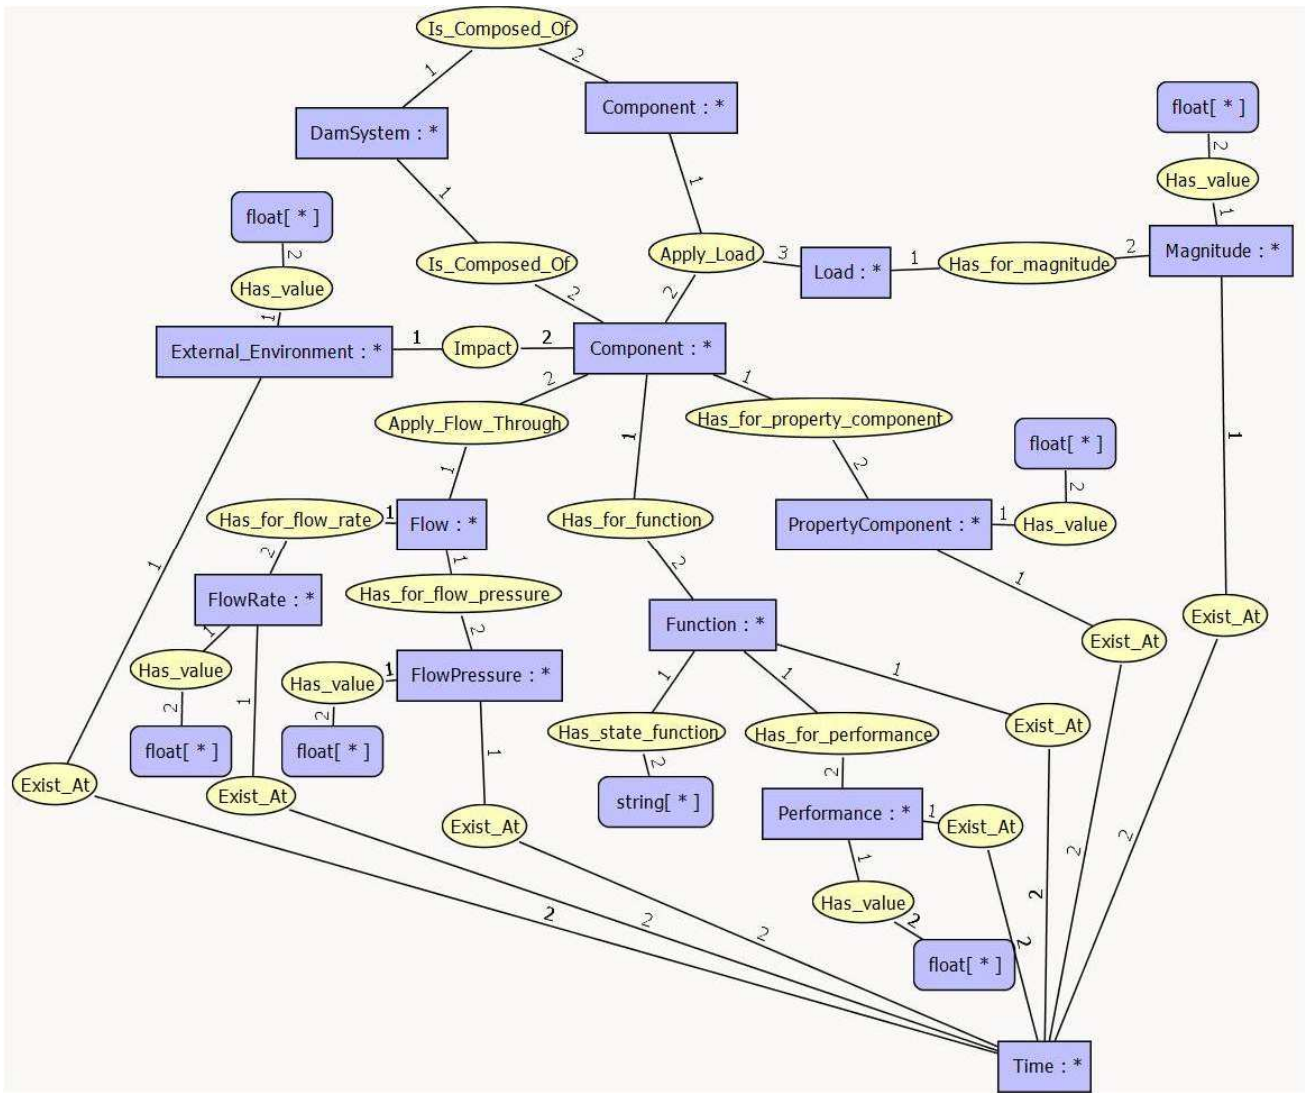 Is_Composed_Of
1
2
Component : *
float[ * ]
DamSystem : *
2
1
1
Has_value
float[ * ]
1
Is_Composed_Of
Apply_Load
3
Load : *
1
Has_for_magnitude
2
Magnitude : *
2
Has_value
2
2
1
External_Environment : *
1
Impact
2
Component : *
2
1
Apply_Flow_Through
Has_for_property_component
1
1
float[ * ]
1
2
2
Has_for_flow_rate
1
Flow : *
Has_for_function
PropertyComponent : *
1
Has_value
2
1
2
1
1
FlowRate : *
Has_for_flow_pressure
Function : *
Exist_At
Exist_At
1
2
1
Has_value
Has_value
1
FlowPressure : *
1
1
1
2
1
2
1
Has_state_function
Has_for_performance
Exist_At
float[ * ]
float[ * ]
2
2
Exist_At
Exist_At
string[ * ]
Performance : *
1
Exist_At
Exist_At
2
2
1
2
Has_value
2
2
2
2
2
float[ * ]
2
Time : *